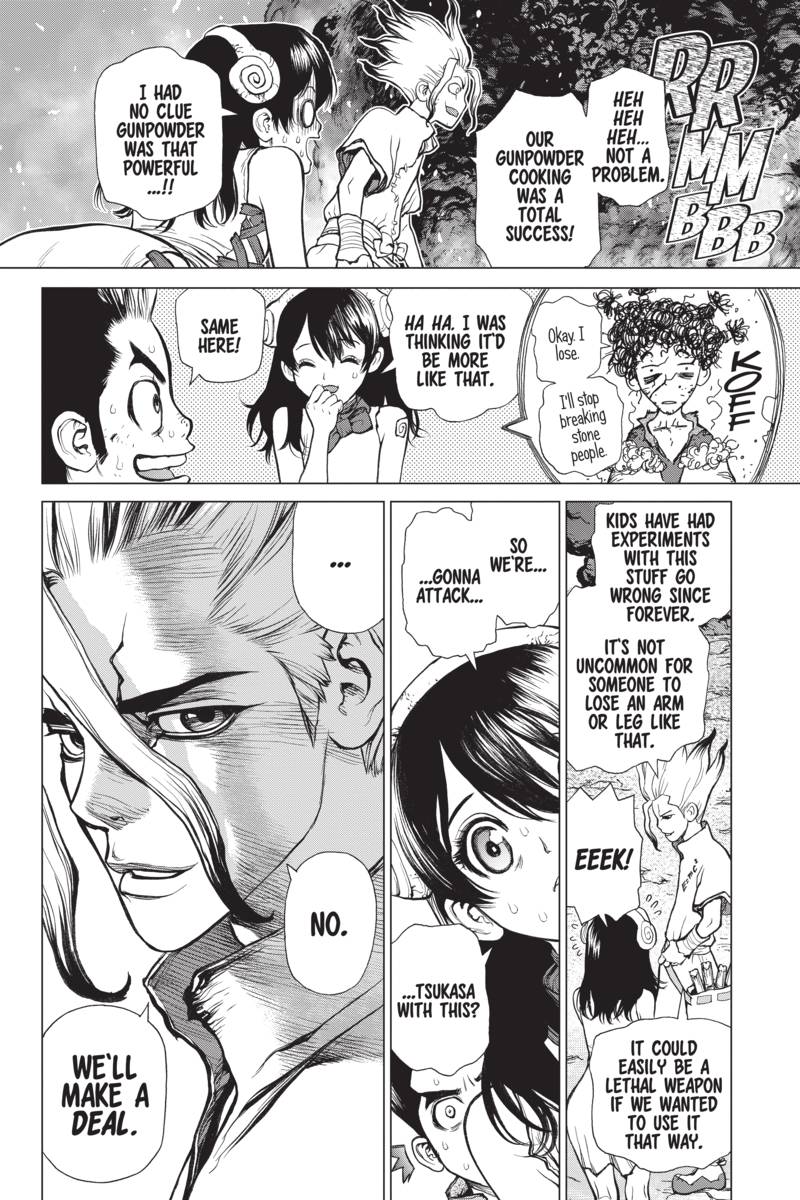 RR
MM
BBB
HEH
HEH
HEH...
NOT A
PROBLEM.
OUR
GUNPOWDER
COOKING
WAS A
TOTAL
SUCCESS!
I HAD
NO CLUE
GUNPOWDER
WAS THAT
POWERFUL
...!!
KOFF
Okay. I
lose.
I'll stop
breaking
stone
people.
HA HA. I WAS
THINKING IT'D
BE MORE
LIKE THAT.
SAME
HERE!
KIDS HAVE HAD
EXPERIMENTS
WITH THIS
STUFF GO
WRONG SINCE
FOREVER.
IT'S NOT
UNCOMMON FOR
SOMEONE TO
LOSE AN ARM
OR LEG LIKE
THAT.
EEEK!
E=mc²
IT COULD
EASILY BE A
LETHAL WEAPON
IF WE WANTED
TO USE IT
THAT WAY.
SO
WE'RE...
...GONNA
ATTACK...
...TSUKASA
WITH THIS?
...
NO.
WE'LL
MAKE A
DEAL.